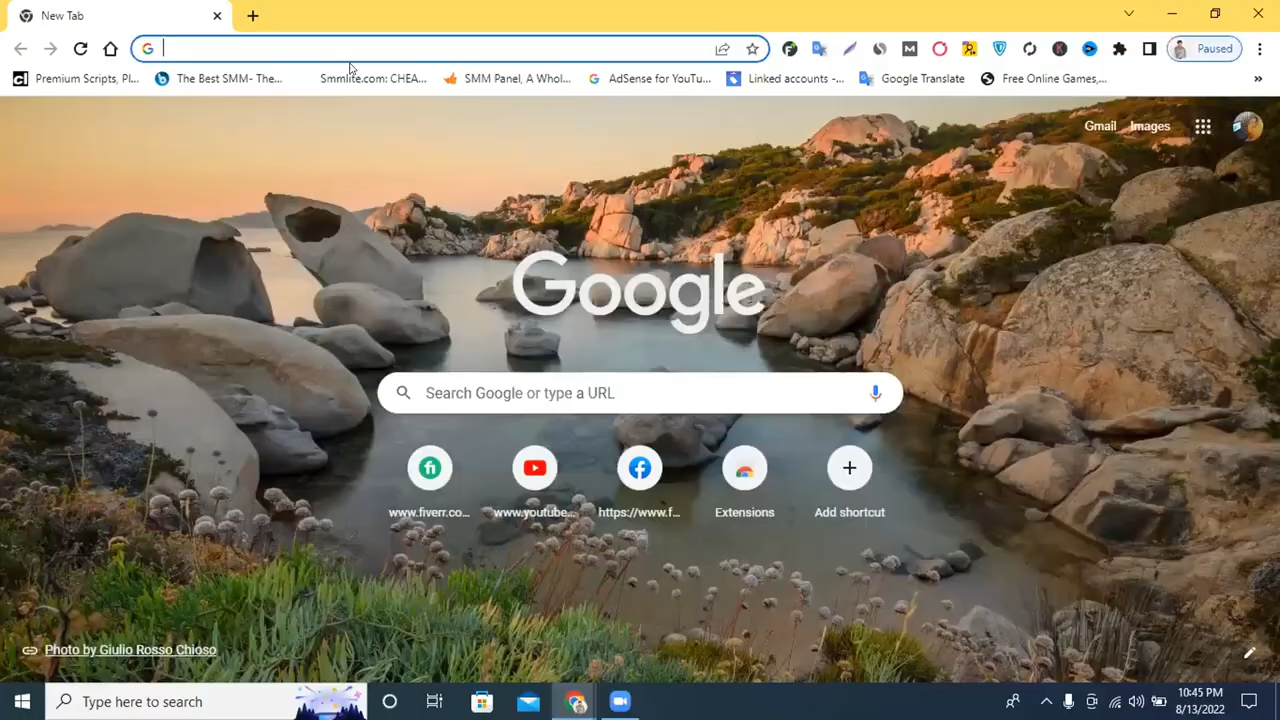 New Tab
Paused
Premium Scripts, Pl...
The Best SMM- The...
Smmlite.com: CHEA...
SMM Panel, A Whol...
AdSense for YouTu...
Linked accounts -...
Google Translate
Free Online Games,...
Gmail
Images
Google
Search Google or type a URL
www.fiverr.co...
www.youtube...
https://www.f...
Extensions
Add shortcut
Photo by Giulio Rosso Chioso
Type here to search
10:45 PM
8/13/2022